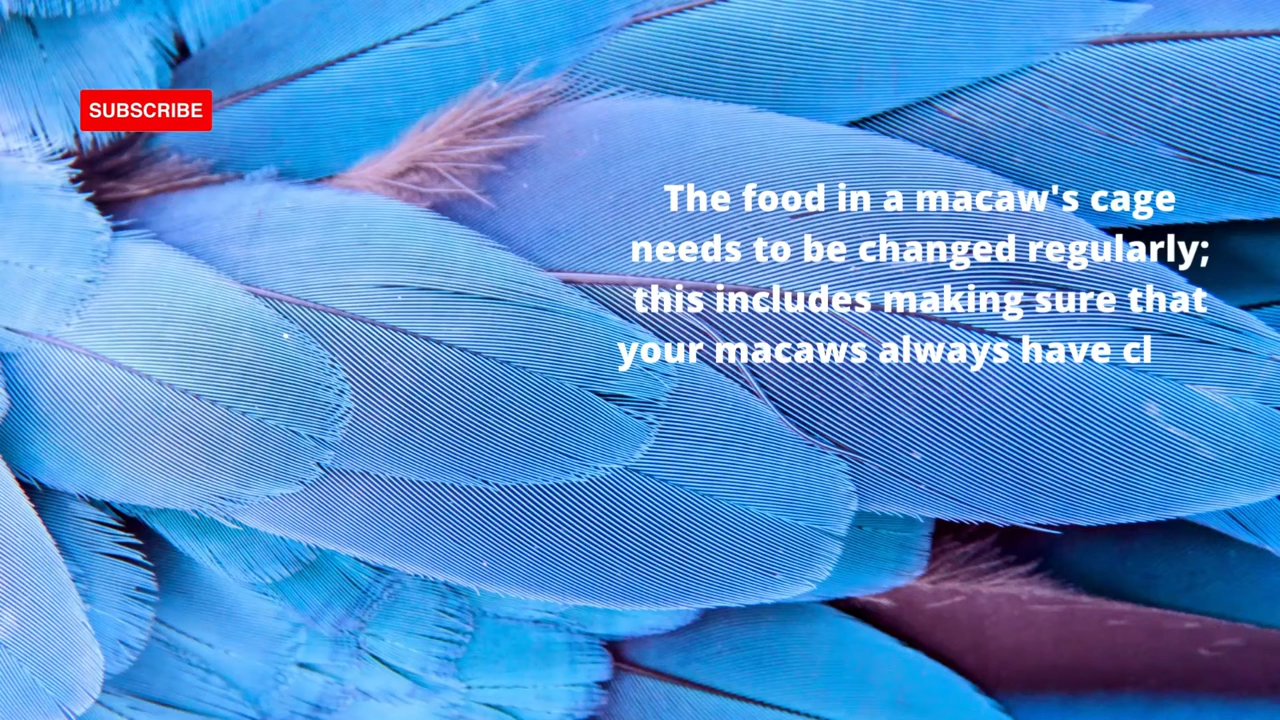 SUBSCRIBE
The food in a macaw's cage
needs to be changed regularly;
this includes making sure that
your macaws always have cl